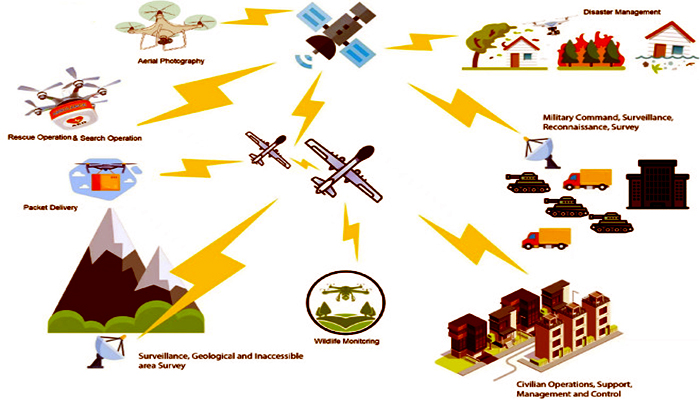 Disaster Management
Aerial Photography
Military Command, Surveillance,
Reconnaissance, Survey
Rescue Operation & Search Operation
Packet Delivery
Wildlife Monitoring
Surveillance, Geological and Inaccessible
area Survey
Civilian Operations, Support,
Management and Control